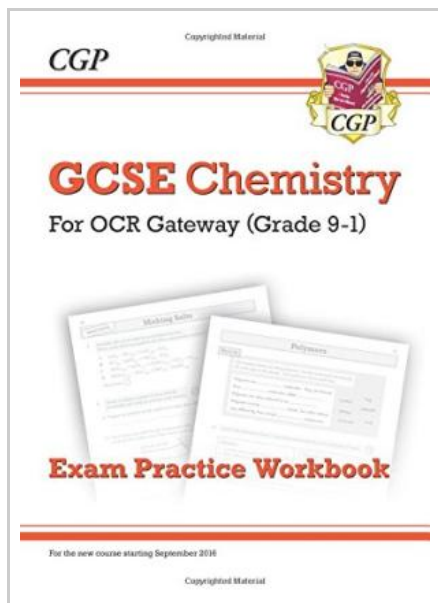 Copyrighted Material
CGP
CGP
CGP
GCSE Chemistry
For OCR Gateway (Grade 9-1)
Making Salts
Polymers
Exam Practice Workbook
For the new course starting September 2016
Copyrighted Material